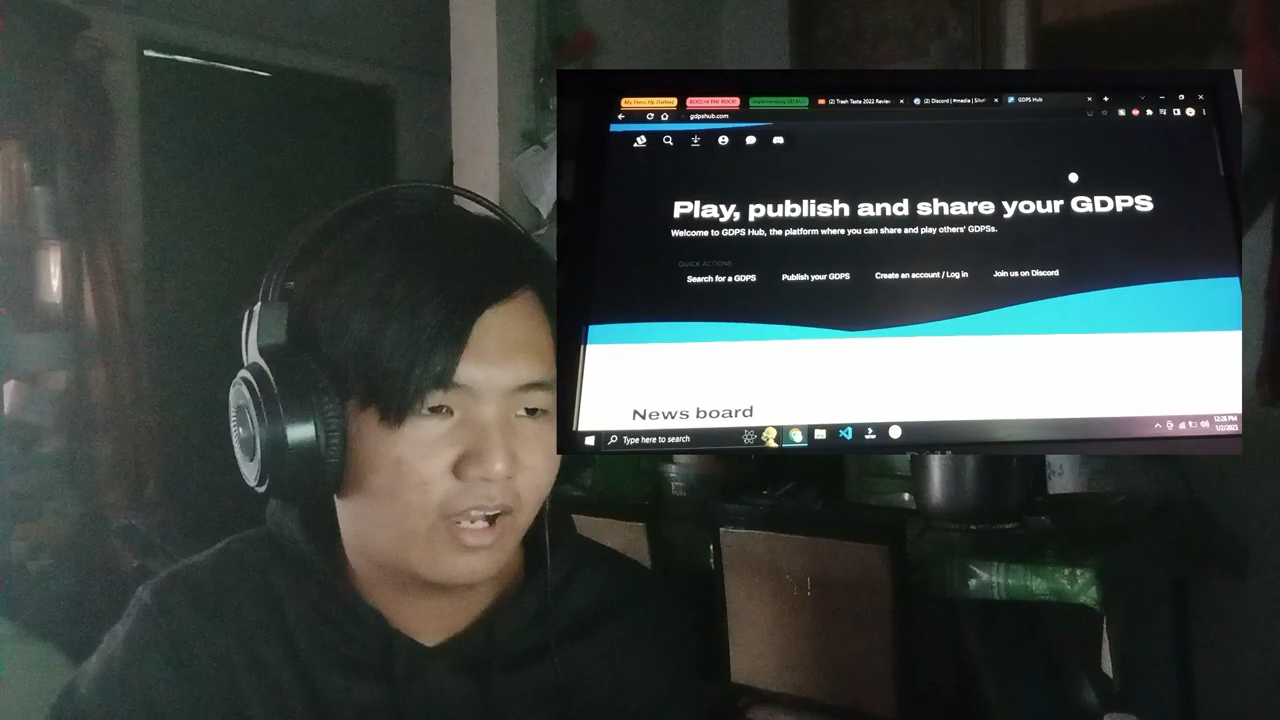 My Dress Up Darling
BOCCHI THE ROCK!
(2) Trash Taste 2022 Review
(2) Discord | #media |
GDPS Hub
gdpshub.com
Play, publish and share your GDPS
Welcome to GDPS Hub, the platform where you can share and play others' GDPSs.
QUICK ACTIONS
Search for a GDPS
Publish your GDPS
Create an account / Log in
Join us on Discord
News board
Type here to search
12:28 PM
1/2/2023